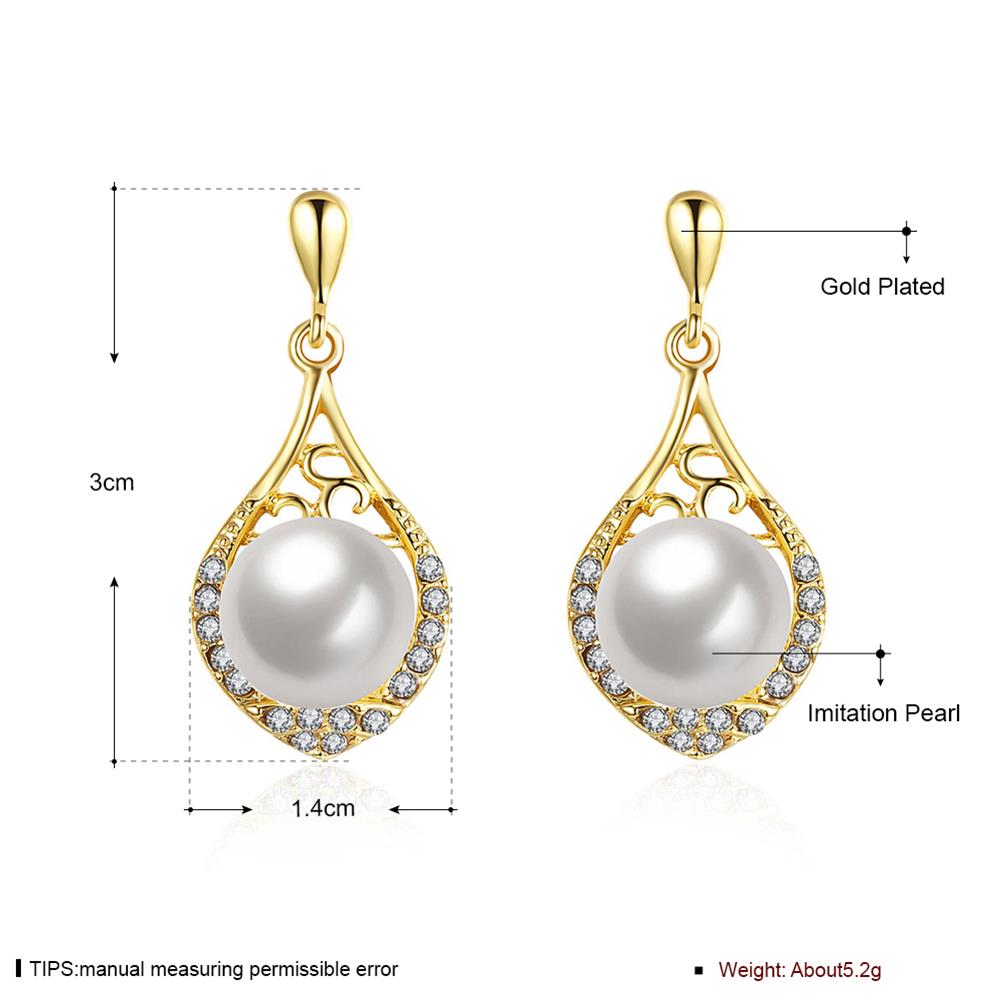 Gold Plated
3cm
Imitation Pearl
1.4cm
TIPS:manual measuring permissible error
Weight: About5.2g